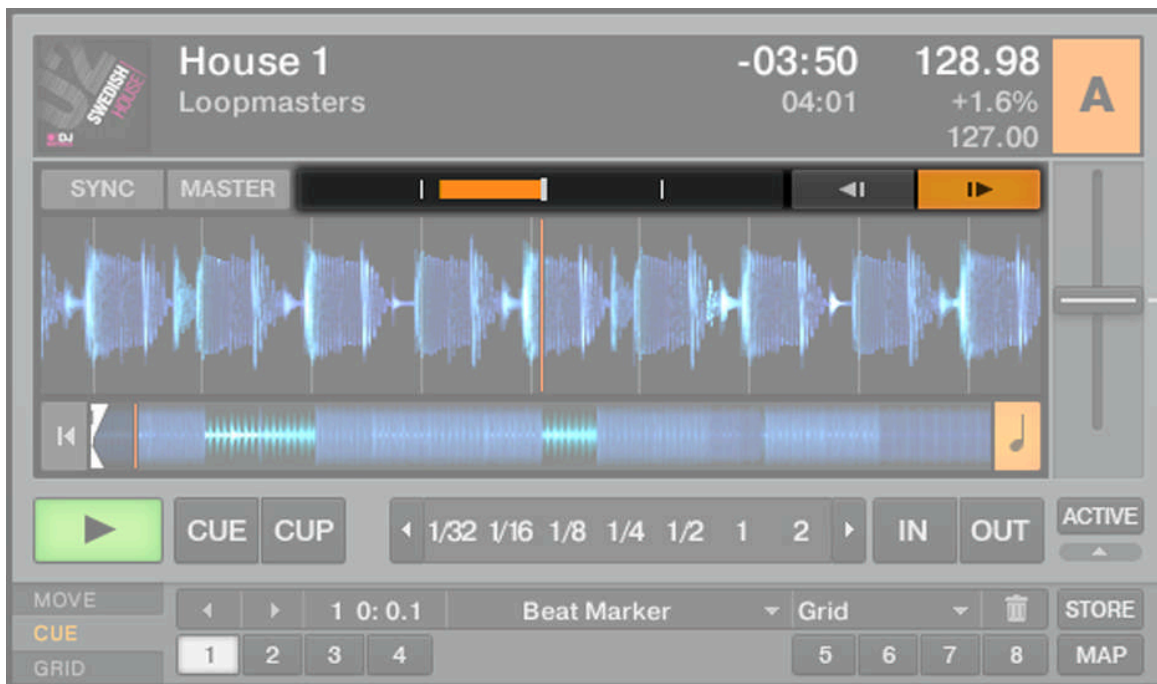 U2
SWEDISH
HOUSE
DJ
House 1
Loopmasters
-03:50
04:01
128.98
+1.6%
127.00
A
SYNC
MASTER
CUE
CUP
1/32 1/16 1/8 1/4 1/2 1 2
IN
OUT
ACTIVE
MOVE
CUE
GRID
1 0: 0.1
Beat Marker
Grid
STORE
1
2
3
4
5
6
7
8
MAP